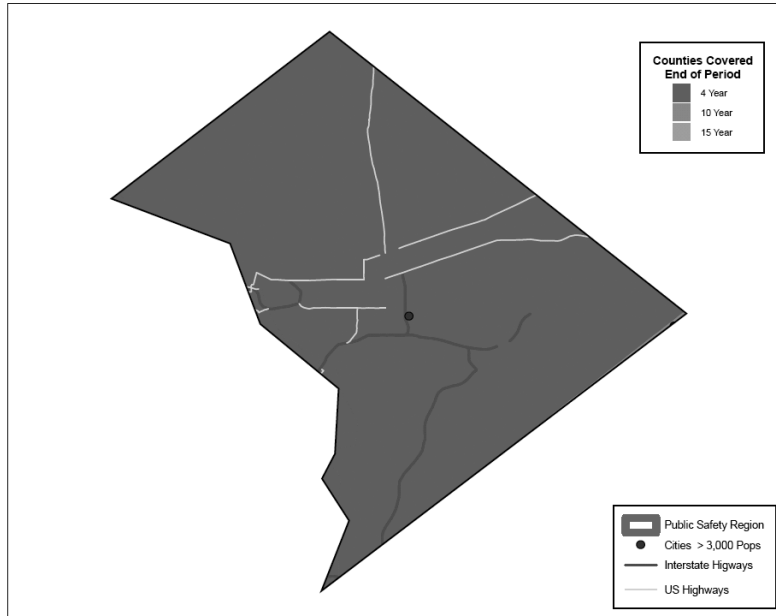 Counties Covered
End of Period
4 Year
10 Year
15 Year
Public Safety Region
Cities > 3,000 Pops
Interstate Higways
US Highways